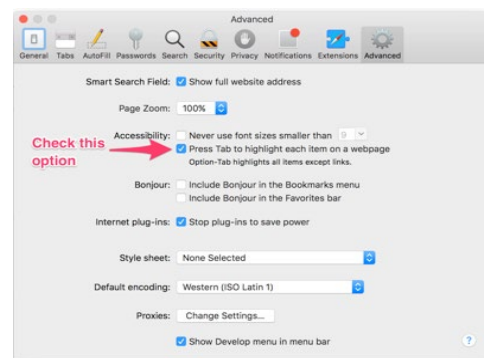 Advanced
General Tabs AutoFill Passwords Search Security Privacy Notifications Extensions Advanced
Smart Search Field: Show full website address
Page Zoom: 100%
Accessibility: Never use font sizes smaller than 9
Check this option
Press Tab to highlight each item on a webpage
Option-Tab highlights all items except links.
Bonjour: Include Bonjour in the Bookmarks menu
Include Bonjour in the Favorites bar
Internet plug-ins: Stop plug-ins to save power
Style sheet: None Selected
Default encoding: Western (ISO Latin 1)
Proxies: Change Settings...
Show Develop menu in menu bar
?